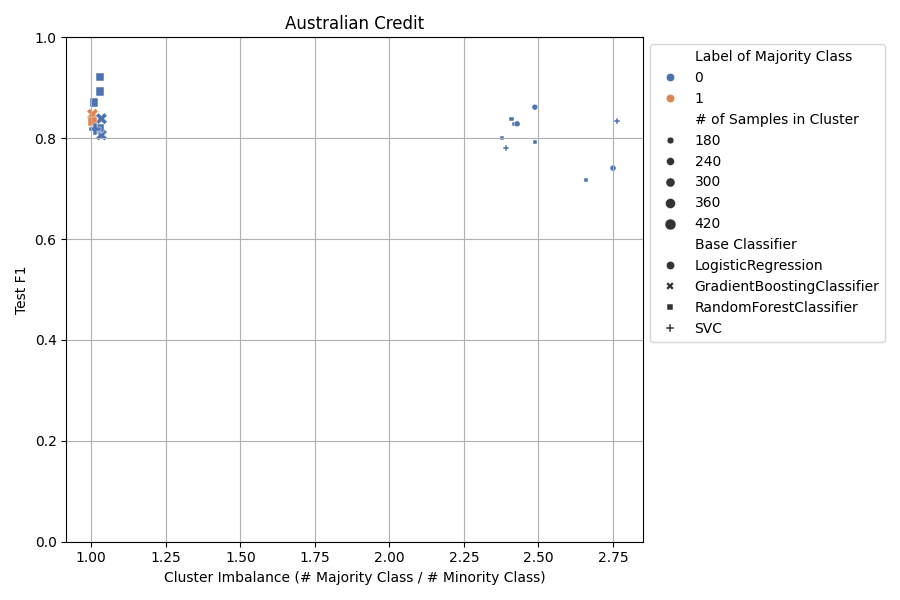 Australian Credit
Test F1
1.0
0.8
0.6
0.4
0.2
0.0
1.00 1.25 1.50 1.75 2.00 2.25 2.50 2.75
Cluster Imbalance (# Majority Class / # Minority Class)
Label of Majority Class
0
1
# of Samples in Cluster
180
240
300
360
420
Base Classifier
LogisticRegression
GradientBoostingClassifier
RandomForestClassifier
SVC